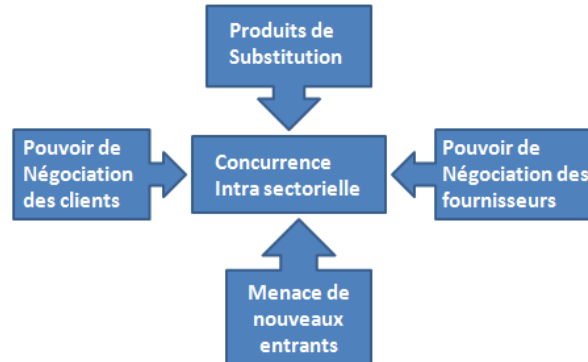 Produits de
Substitution
Pouvoir de
Négociation
des clients
Concurrence
Intra sectorielle
Pouvoir de
Négociation des
fournisseurs
Menace de
nouveaux
entrants